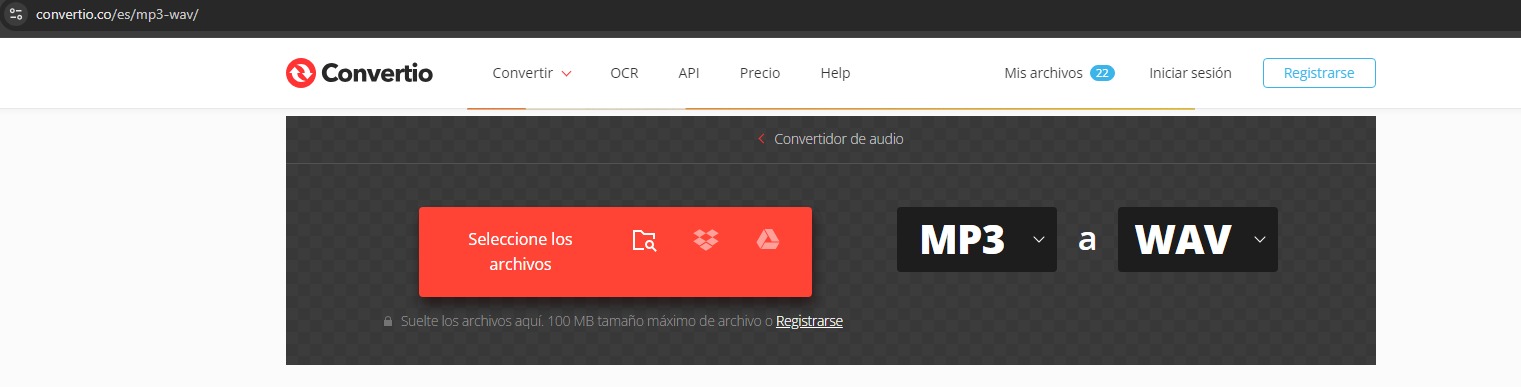 convertio.co/es/mp3-wav/
Convertio Convertir OCR API Precio Help Mis archivos 22 Iniciar sesión Registrarse
Convertidor de audio
Seleccione los
archivos
MP3 a WAV
Suelte los archivos aquí. 100 MB tamaño máximo de archivo o Registrarse